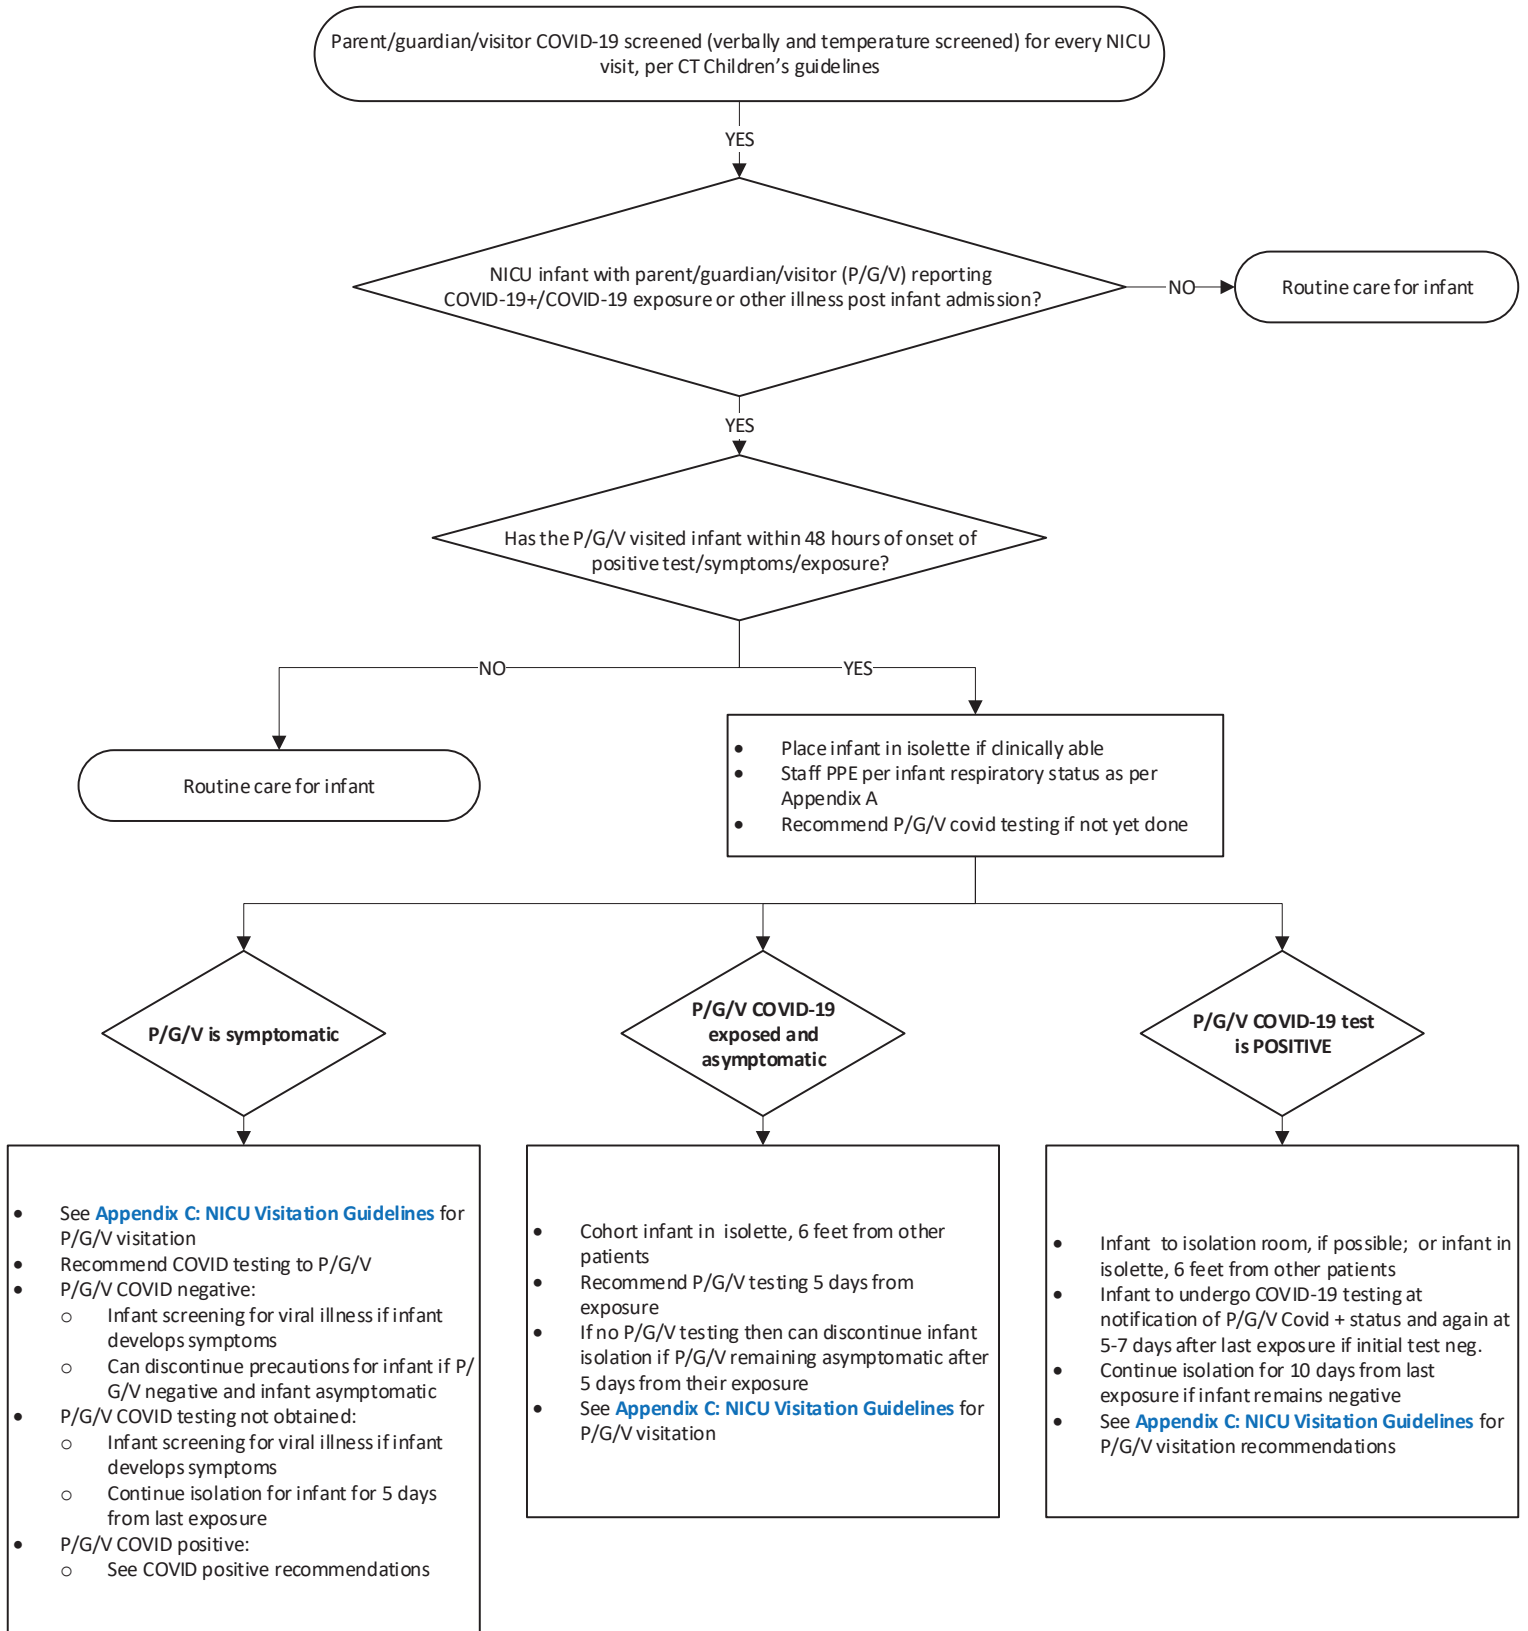 Parent/guardian/visitor COVID-19 screened (verbally and temperature screened) for every NICU
visit, per CT Children’s guidelines
YES
NICU infant with parent/guardian/visitor (P/G/V) reporting
COVID-19+/COVID-19 exposure or other illness post infant admission?
NO
Routine care for infant
YES
Has the P/G/V visited infant within 48 hours of onset of
positive test/symptoms/exposure?
NO
YES
Routine care for infant
• Place infant in isolette if clinically able
• Staff PPE per infant respiratory status as per
Appendix A
• Recommend P/G/V covid testing if not yet done
P/G/V is symptomatic
P/G/V COVID-19
exposed and
asymptomatic
P/G/V COVID-19 test
is POSITIVE
• See Appendix C: NICU Visitation Guidelines for
P/G/V visitation
• Recommend COVID testing to P/G/V
• P/G/V COVID negative:
o Infant screening for viral illness if infant
develops symptoms
o Can discontinue precautions for infant if P/
G/V negative and infant asymptomatic
• P/G/V COVID testing not obtained:
o Infant screening for viral illness if infant
develops symptoms
o Continue isolation for infant for 5 days
from last exposure
• P/G/V COVID positive:
o See COVID positive recommendations
• Cohort infant in isolette, 6 feet from other
patients
• Recommend P/G/V testing 5 days from
exposure
• If no P/G/V testing then can discontinue infant
isolation if P/G/V remaining asymptomatic after
5 days from their exposure
• See Appendix C: NICU Visitation Guidelines for
P/G/V visitation
• Infant to isolation room, if possible; or infant in
isolette, 6 feet from other patients
• Infant to undergo COVID-19 testing at
notification of P/G/V Covid + status and again at
5-7 days after last exposure if initial test neg.
• Continue isolation for 10 days from last
exposure if infant remains negative
• See Appendix C: NICU Visitation Guidelines for
P/G/V visitation recommendations